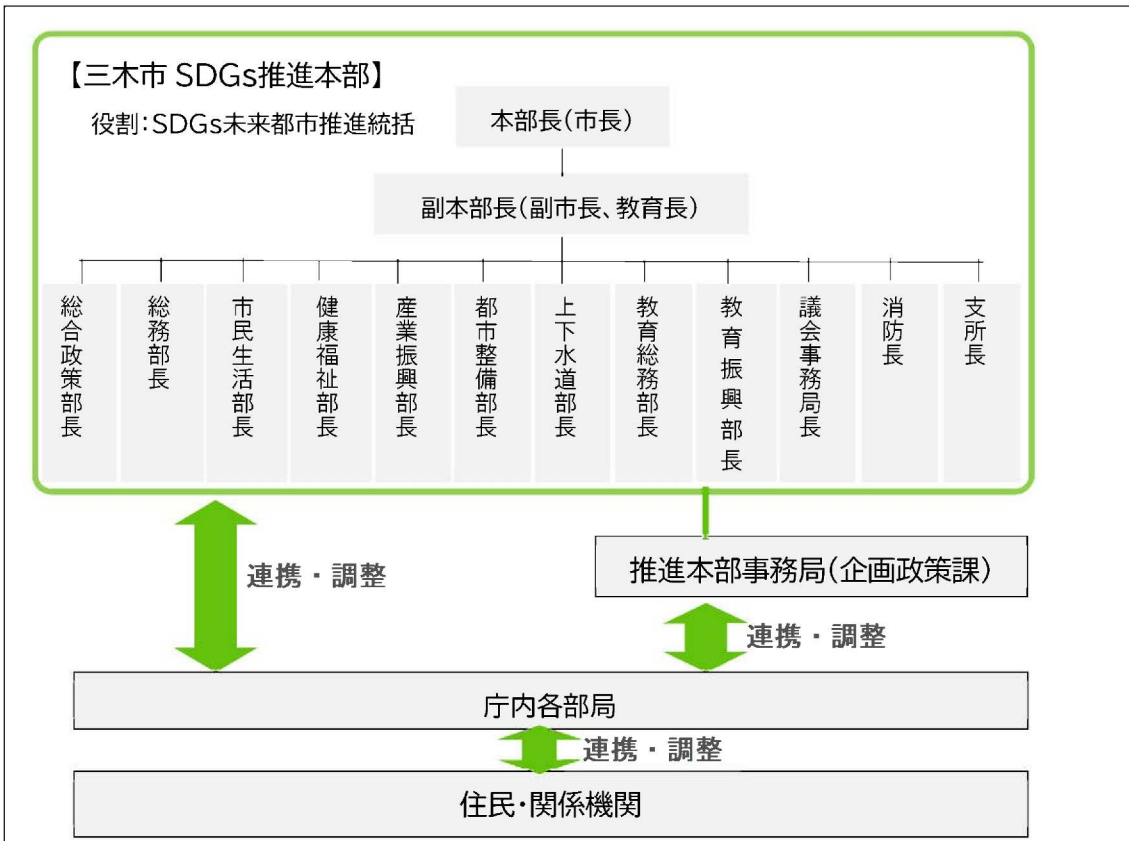 【三木市 SDGs推進本部】
役割：SDGs未来都市推進統括
本部長（市長）
副本部長（副市長、教育長）
総合政策部長
総務部長
市民生活部長
健康福祉部長
産業振興部長
都市整備部長
上下水道部長
教育総務部長
教育振興部長
議会事務局長
消防長
支所長
連携・調整
推進本部事務局（企画政策課）
連携・調整
庁内各部局
連携・調整
住民・関係機関